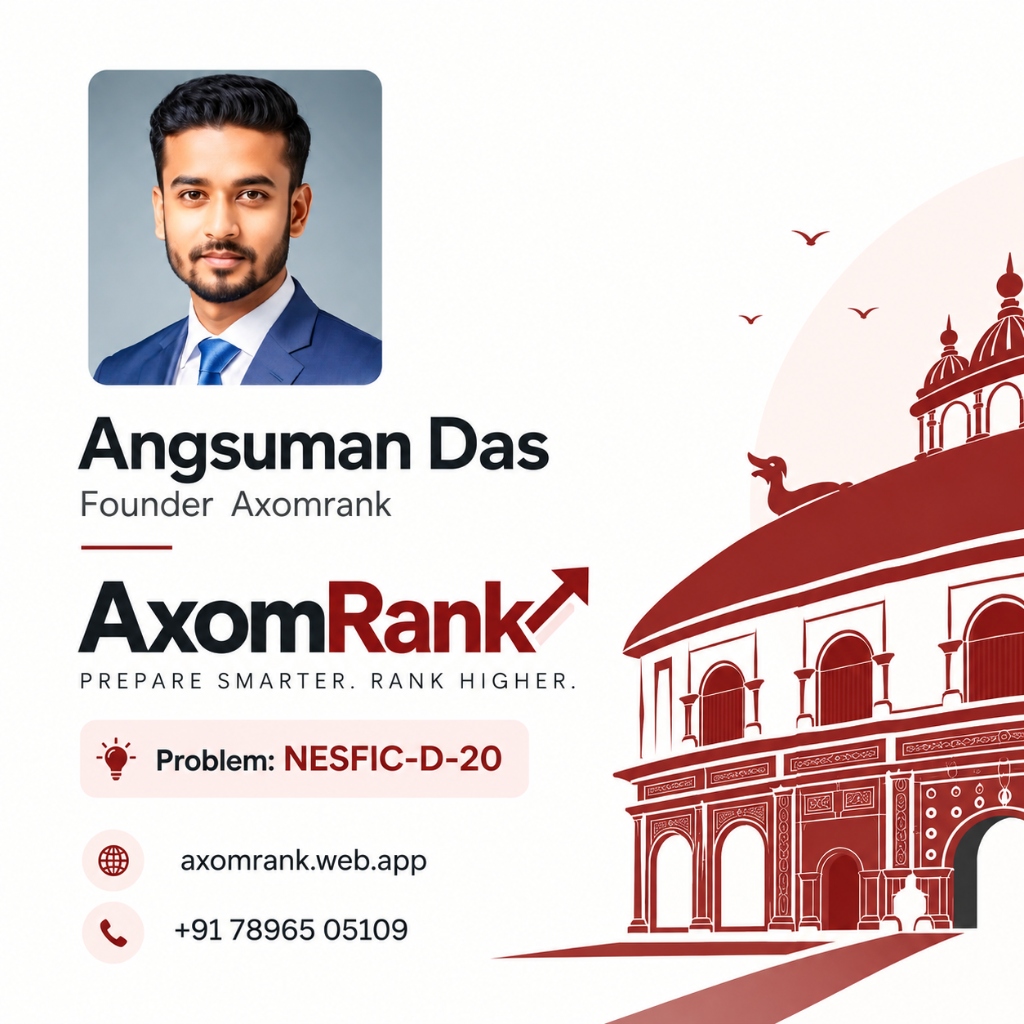 Angsuman Das
Founder Axomrank
AxomRank
PREPARE SMARTER. RANK HIGHER.
Problem: NESFIC-D-20
axomrank.web.app
+91 78965 05109